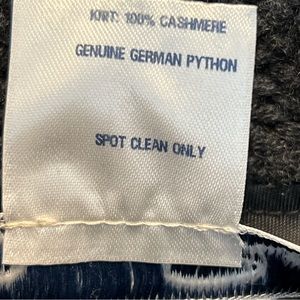 KNIT: 100% CASHMERE
GENUINE GERMAN PYTHON
SPOT CLEAN ONLY